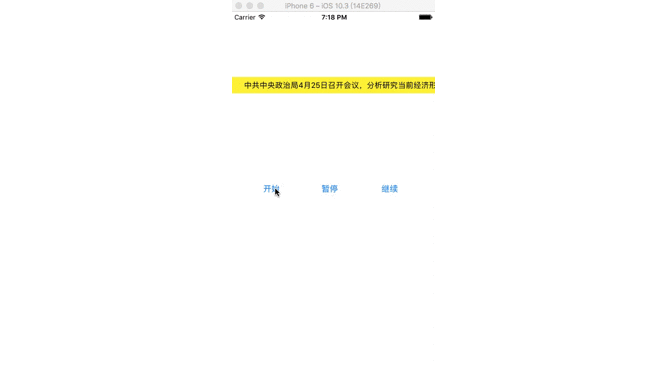 iPhone 6 – iOS 10.3 (14E269)
Carrier 7:18 PM
中共中央政治局4月25日召开会议，分析研究当前经济形
开始 暂停 继续